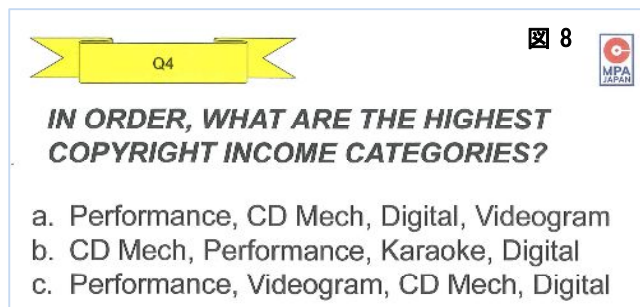 Q4
図 8
MPA
JAPAN
IN ORDER, WHAT ARE THE HIGHEST
COPYRIGHT INCOME CATEGORIES?
a. Performance, CD Mech, Digital, Videogram
b. CD Mech, Performance, Karaoke, Digital
c. Performance, Videogram, CD Mech, Digital